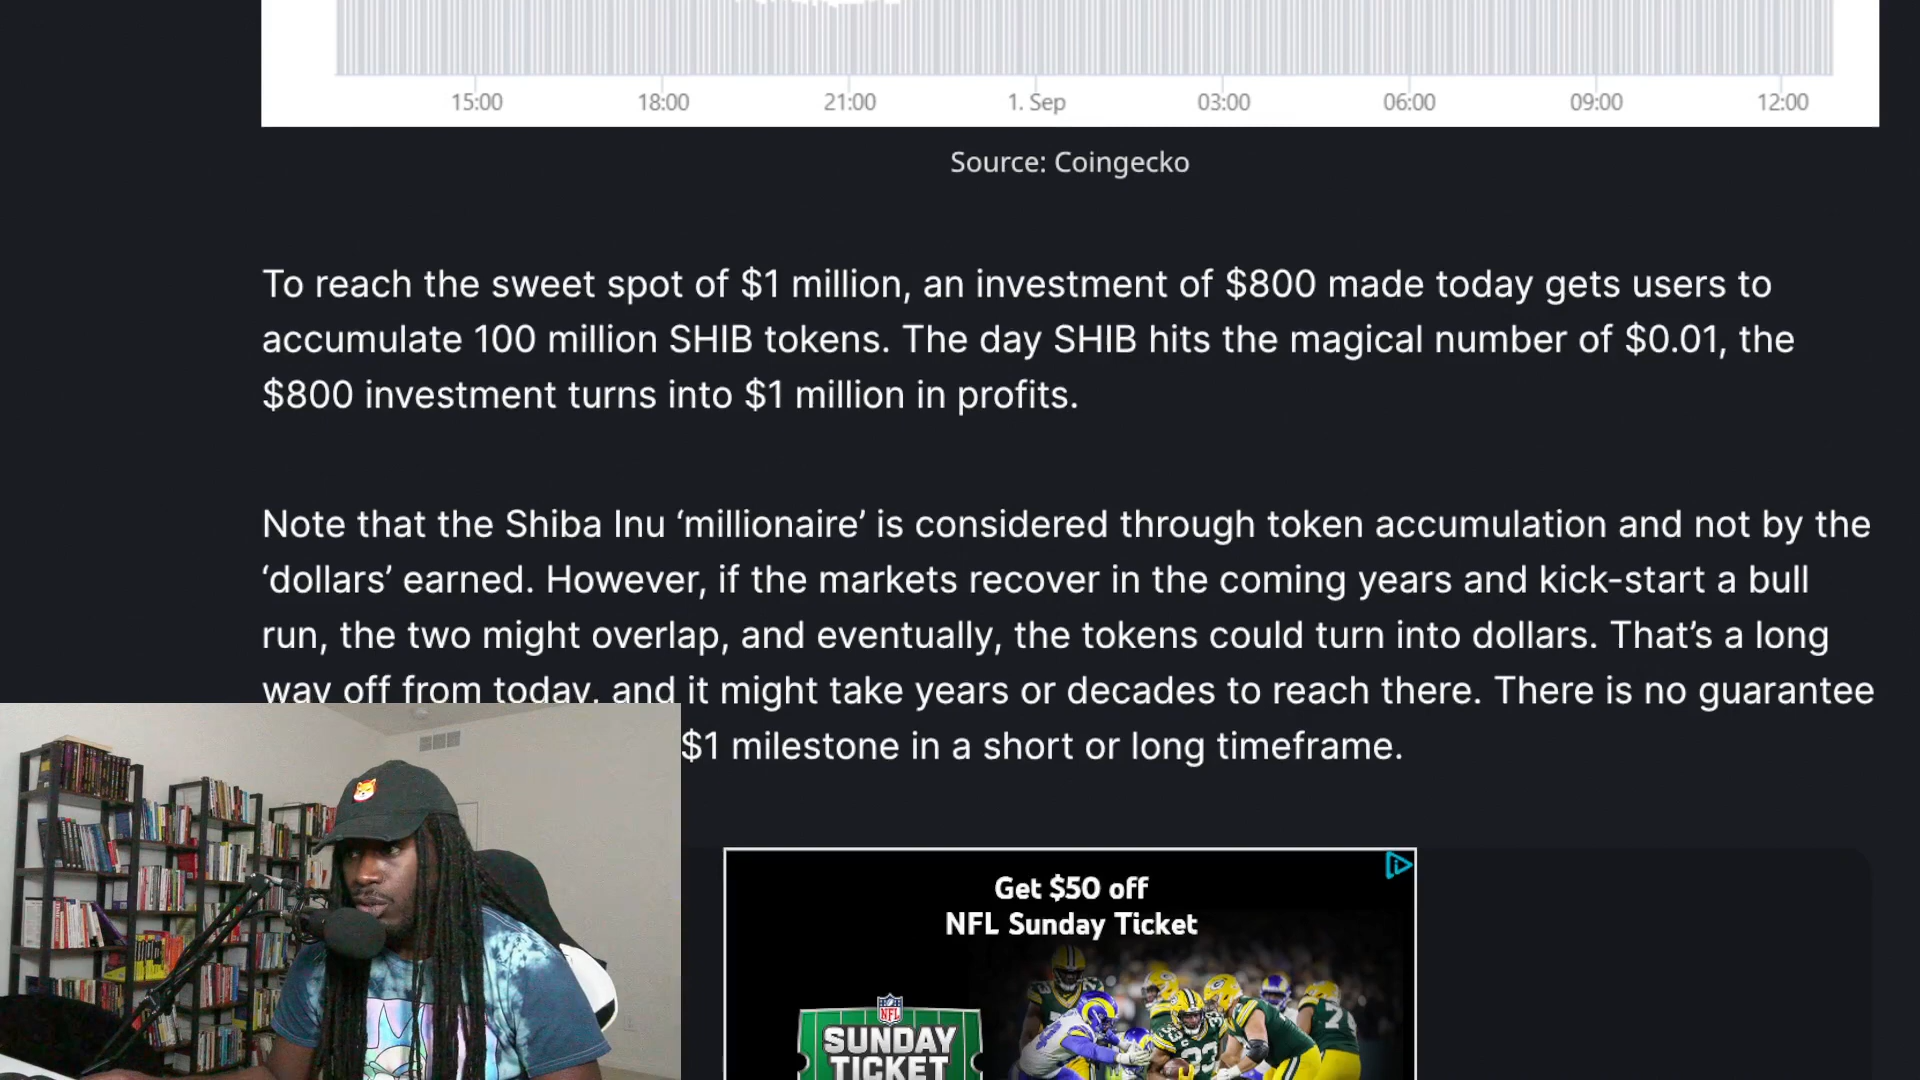 15:00 18:00 21:00 1. Sep 03:00 06:00 09:00 12:00
Source: Coingecko
To reach the sweet spot of $1 million, an investment of $800 made today gets users to
accumulate 100 million SHIB tokens. The day SHIB hits the magical number of $0.01, the
$800 investment turns into $1 million in profits.
Note that the Shiba Inu ‘millionaire’ is considered through token accumulation and not by the
‘dollars’ earned. However, if the markets recover in the coming years and kick-start a bull
run, the two might overlap, and eventually, the tokens could turn into dollars. That’s a long
way off from today, and it might take years or decades to reach there. There is no guarantee
$1 milestone in a short or long timeframe.
Get $50 off
NFL Sunday Ticket
NFL
SUNDAY
TICKET